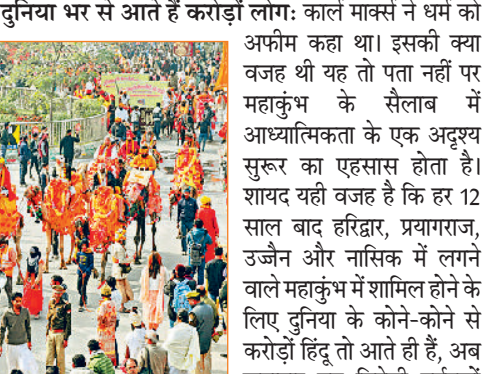 दुनिया भर से आते हैं करोड़ों लोग: कार्ल मार्क्स ने धर्म को
अफीम कहा था। इसकी क्या
वजह थी यह तो पता नहीं पर
महाकुंभ के सैलाब में
आध्यात्मिकता के एक अदृश्य
सुरूर का एहसास होता है।
शायद यही वजह है कि हर 12
साल बाद हरिद्वार, प्रयागराज,
उज्जैन और नासिक में लगने
वाले महाकुंभ में शामिल होने के
लिए दुनिया के कोने-कोने से
करोड़ों हिंदू तो आते ही हैं, अब